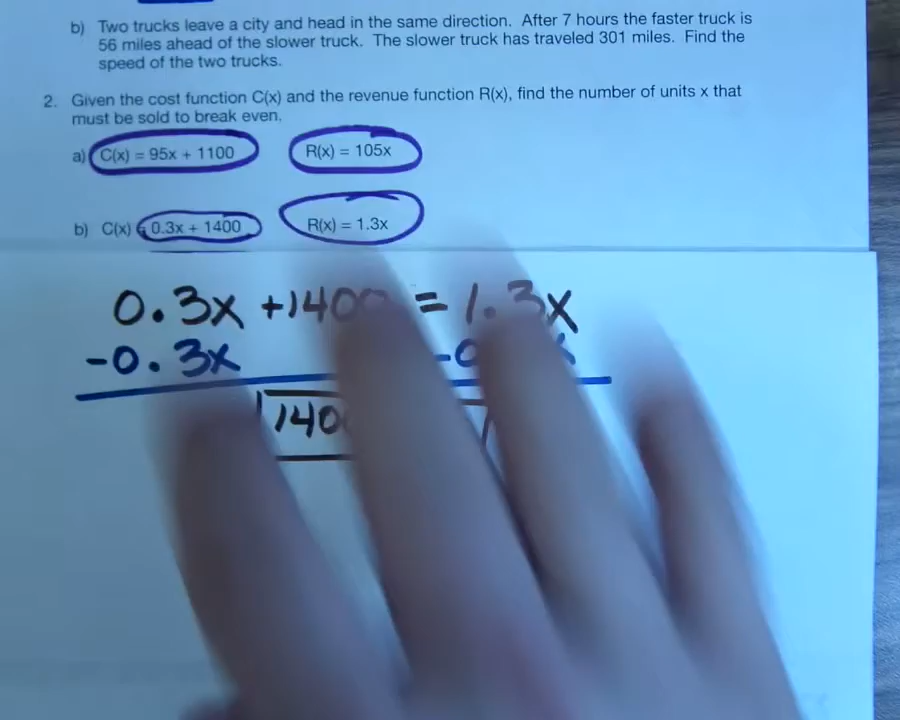 b) Two trucks leave a city and head in the same direction. After 7 hours the faster truck is
56 miles ahead of the slower truck. The slower truck has traveled 301 miles. Find the
speed of the two trucks.
2. Given the cost function C(x) and the revenue function R(x), find the number of units x that
must be sold to break even.
a) C(x) = 95x + 1100 R(x) = 105x
b) C(x) = 0.3x + 1400 R(x) = 1.3x
0.3x +1400 = 1.3x
-0.3x
140